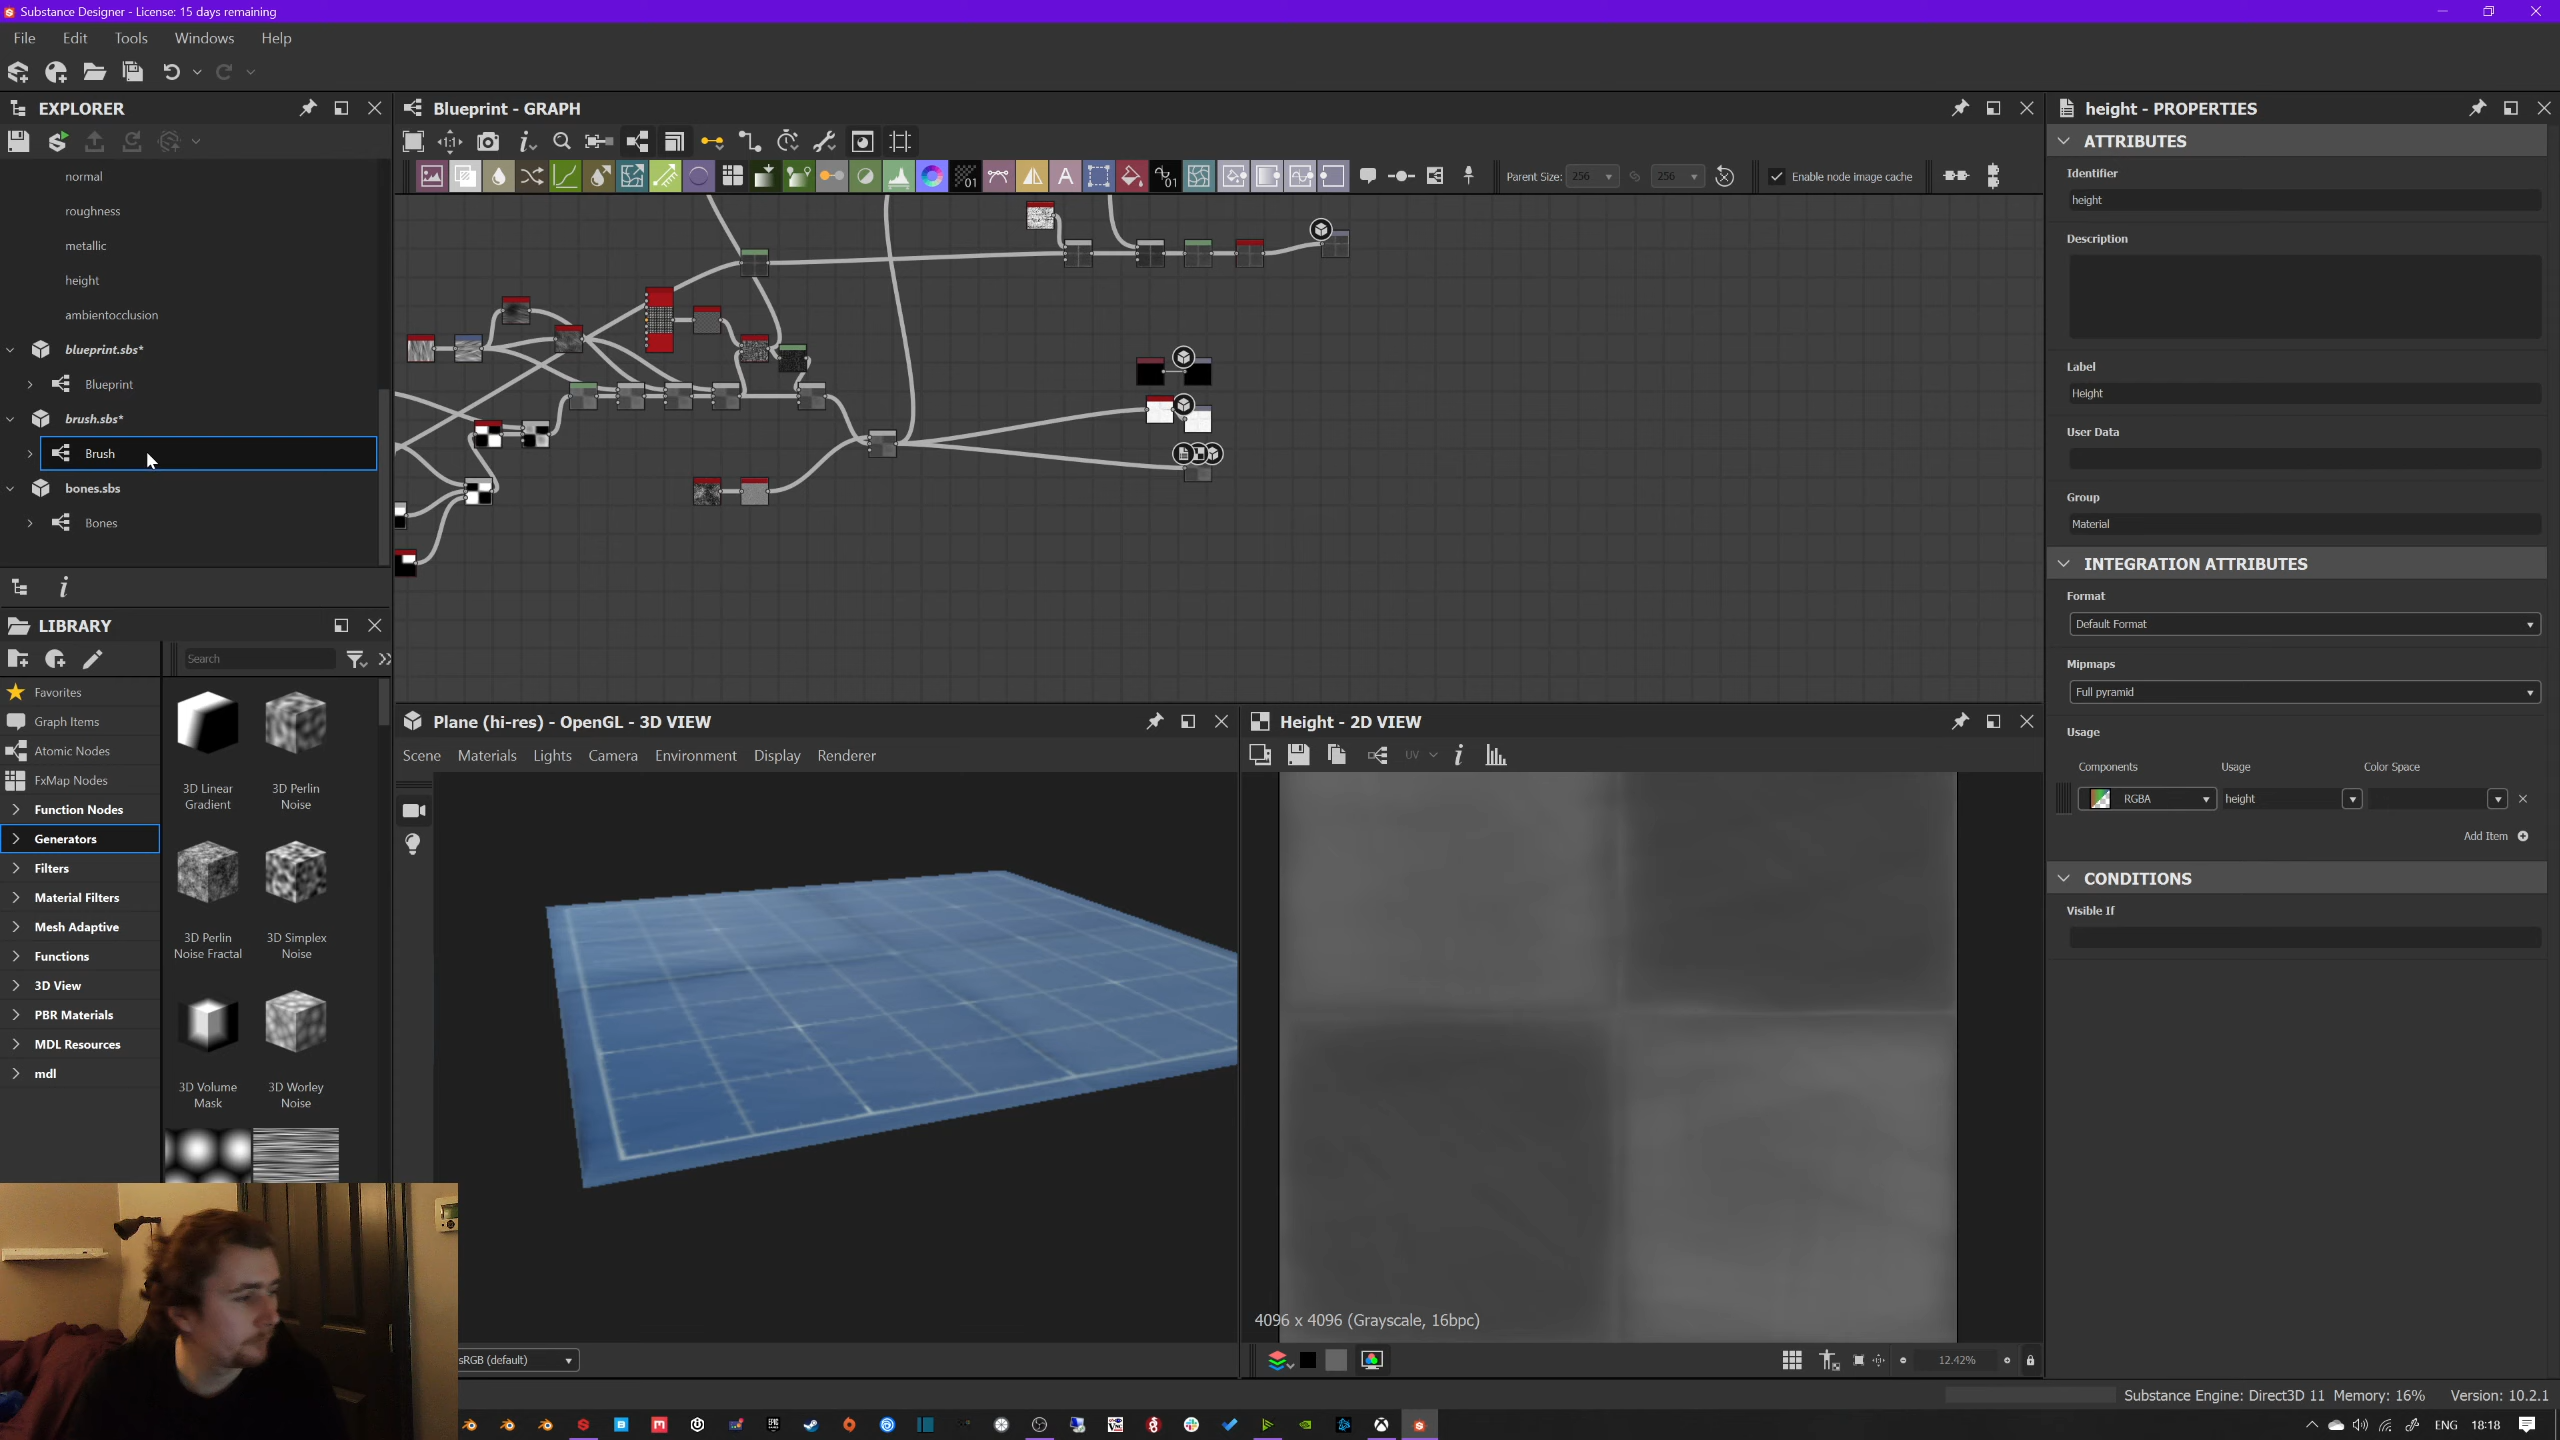 Substance Designer - License: 15 days remaining
File Edit Tools Windows Help
EXPLORER
normal
roughness
metallic
height
ambientocclusion
blueprint.sbs*
Blueprint
brush.sbs*
Brush
bones.sbs
Bones
LIBRARY
Search
Favorites
Graph Items
Atomic Nodes
FxMap Nodes
Function Nodes
Generators
Filters
Material Filters
Mesh Adaptive
Functions
3D View
PBR Materials
MDL Resources
mdl
3D Linear Gradient
3D Perlin Noise
3D Perlin Noise Fractal
3D Simplex Noise
3D Volume Mask
3D Worley Noise
Blueprint - GRAPH
Parent Size: 256 256 Enable node image cache
Plane (hi-res) - OpenGL - 3D VIEW
Scene Materials Lights Camera Environment Display Renderer
sRGB (default)
Height - 2D VIEW
UV
4096 x 4096 (Grayscale, 16bpc)
12.42%
height - PROPERTIES
ATTRIBUTES
Identifier
height
Description
Label
Height
User Data
Group
Material
INTEGRATION ATTRIBUTES
Format
Default Format
Mipmaps
Full pyramid
Usage
Components Usage Color Space
RGBA height
Add Item
CONDITIONS
Visible If
Substance Engine: Direct3D 11 Memory: 16% Version: 10.2.1
ENG 18:18